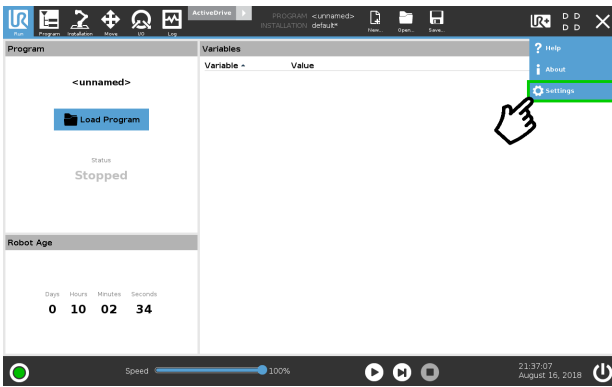 UR
Run
Program
Installation
Move
I/O
Log
ActiveDrive
PROGRAM <unnamed>
INSTALLATION default*
New...
Open...
Save...
UR+
D D
D D
Program
<unnamed>
Load Program
Status
Stopped
Robot Age
Days Hours Minutes Seconds
0 10 02 34
Variables
Variable Value
? Help
i About
Settings
Speed 100%
21:37:07
August 16, 2018